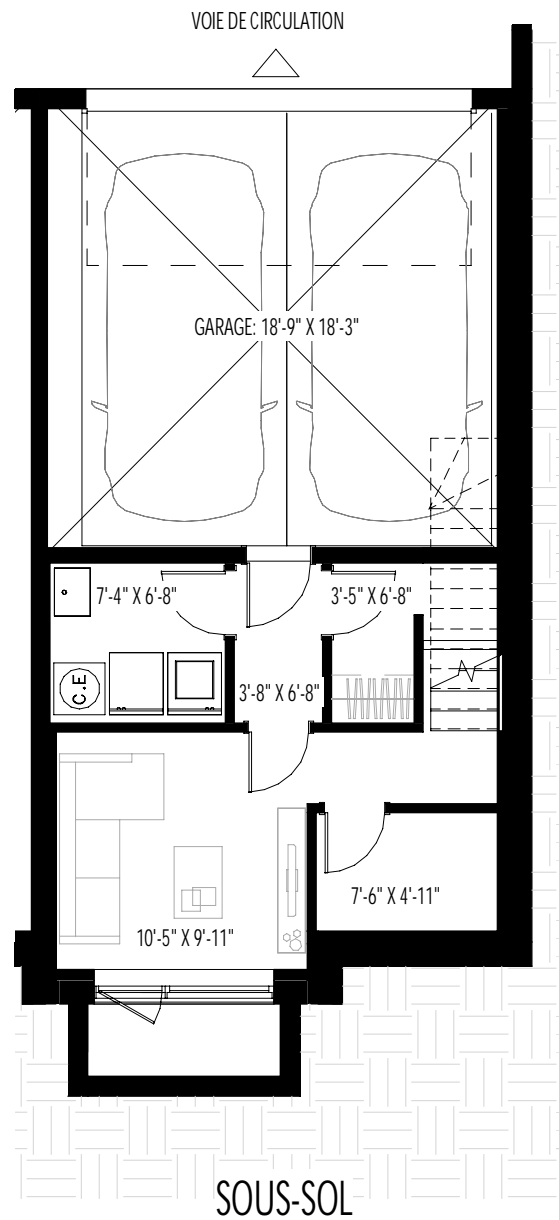 VOIE DE CIRCULATION
GARAGE: 18'-9" X 18'-3"
7'-4" X 6'-8"
3'-5" X 6'-8"
C.E
3'-8" X 6'-8"
7'-6" X 4'-11"
10'-5" X 9'-11"
SOUS-SOL